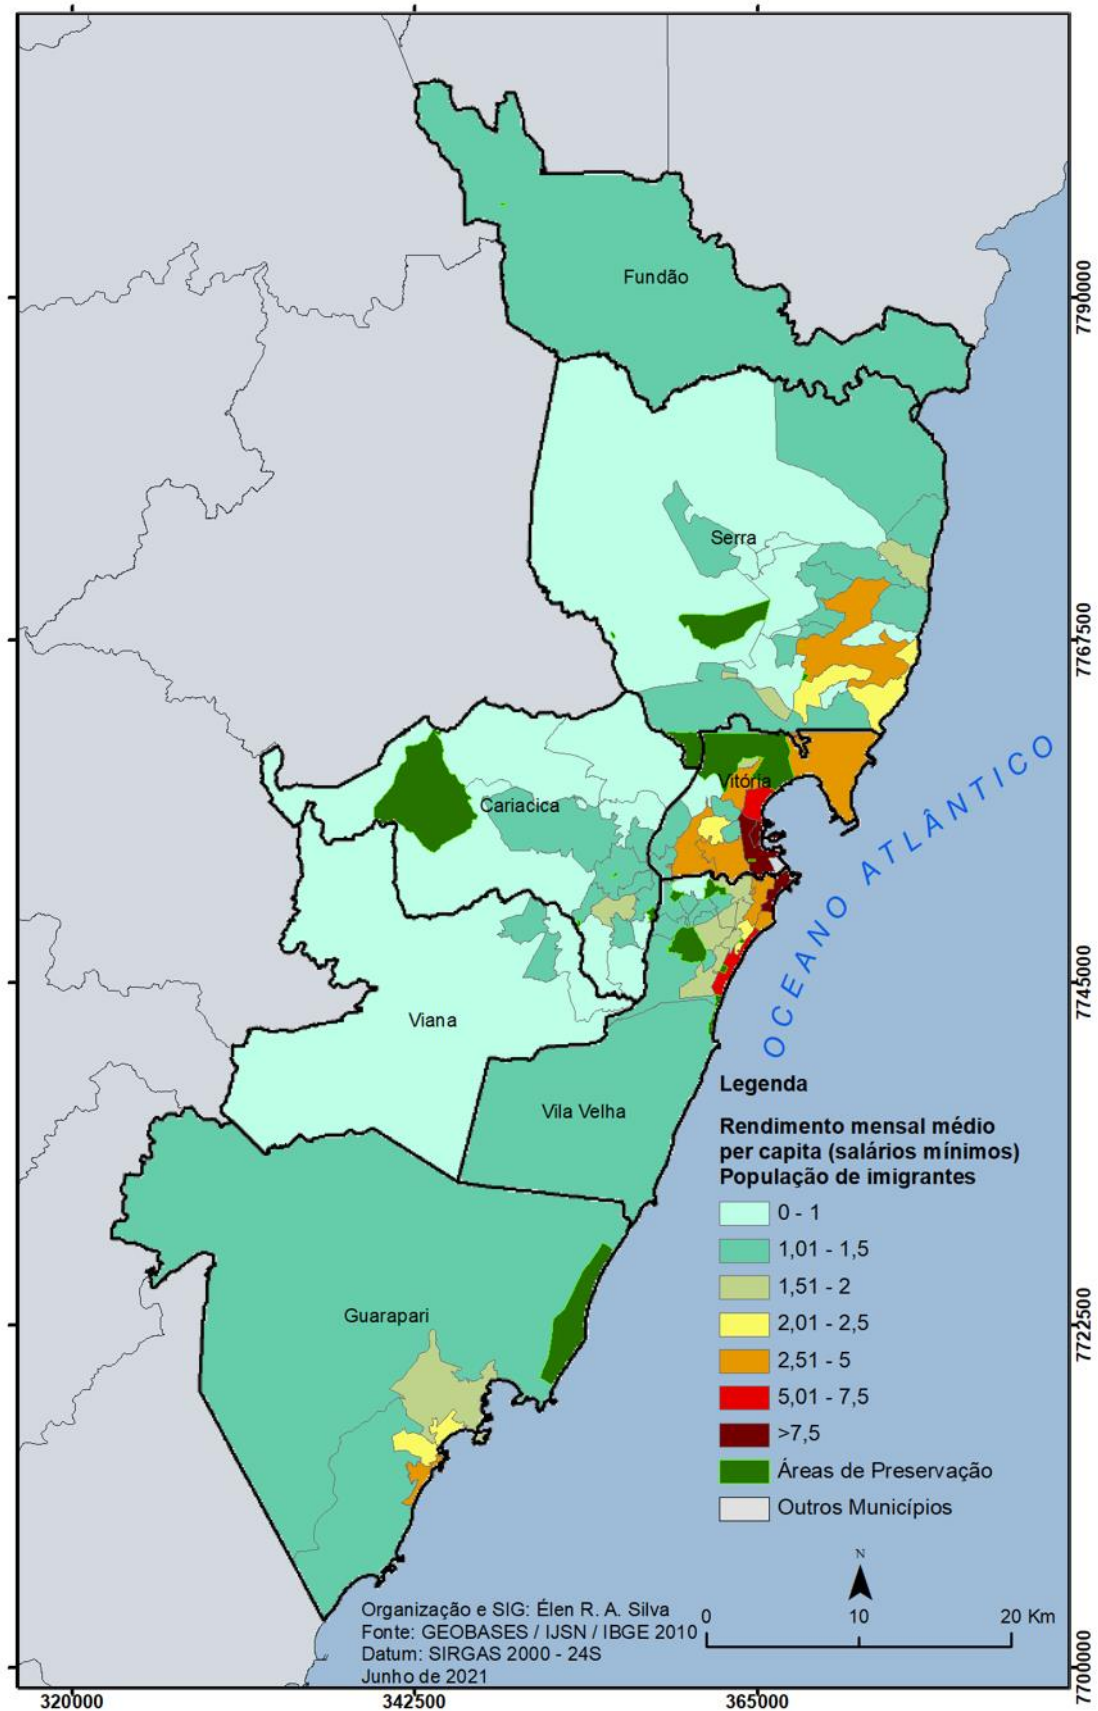 Fundão
7790000
Serra
7767500
Vitória
Cariacica
OCEANO ATLÂNTICO
7745000
Viana
Legenda
Vila Velha
Rendimento mensal médio
per capita (salários mínimos)
População de imigrantes
0 - 1
1,01 - 1,5
1,51 - 2
2,01 - 2,5
2,51 - 5
5,01 - 7,5
>7,5
Áreas de Preservação
Outros Municípios
7722500
Guarapari
N
0 10 20 Km
Organização e SIG: Élen R. A. Silva
Fonte: GEOBASES / IJSN / IBGE 2010
Datum: SIRGAS 2000 - 24S
Junho de 2021
7700000
320000 342500 365000